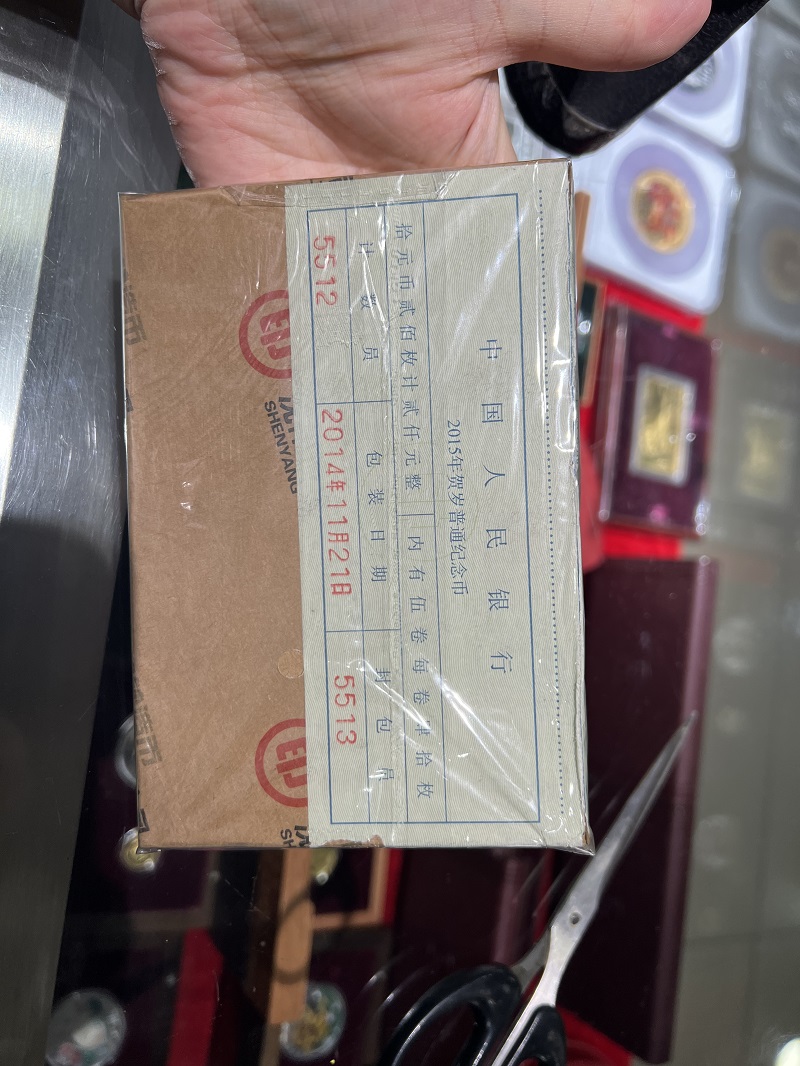 中国人民银行
2015年贺岁普通纪念币
拾元币贰佰枚计贰仟元整 内有伍卷每卷肆拾枚
计数员 包装日期 封包员
5512 2014年11月21日 5513
印
SHENYANG
印
SH